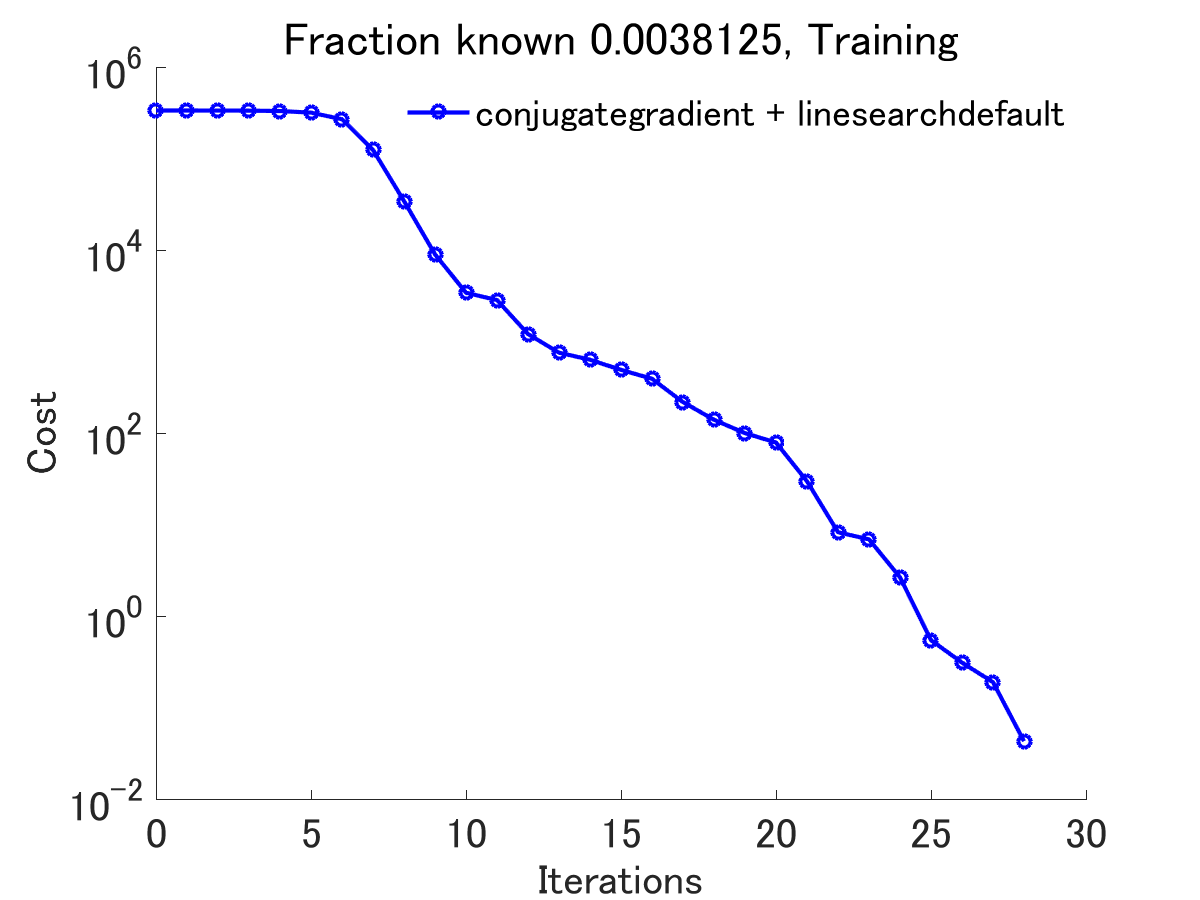 Fraction known 0.0038125, Training
conjugategradient + linesearchdefault
10^6
10^4
10^2
10^0
10^-2
Cost
0 5 10 15 20 25 30
Iterations